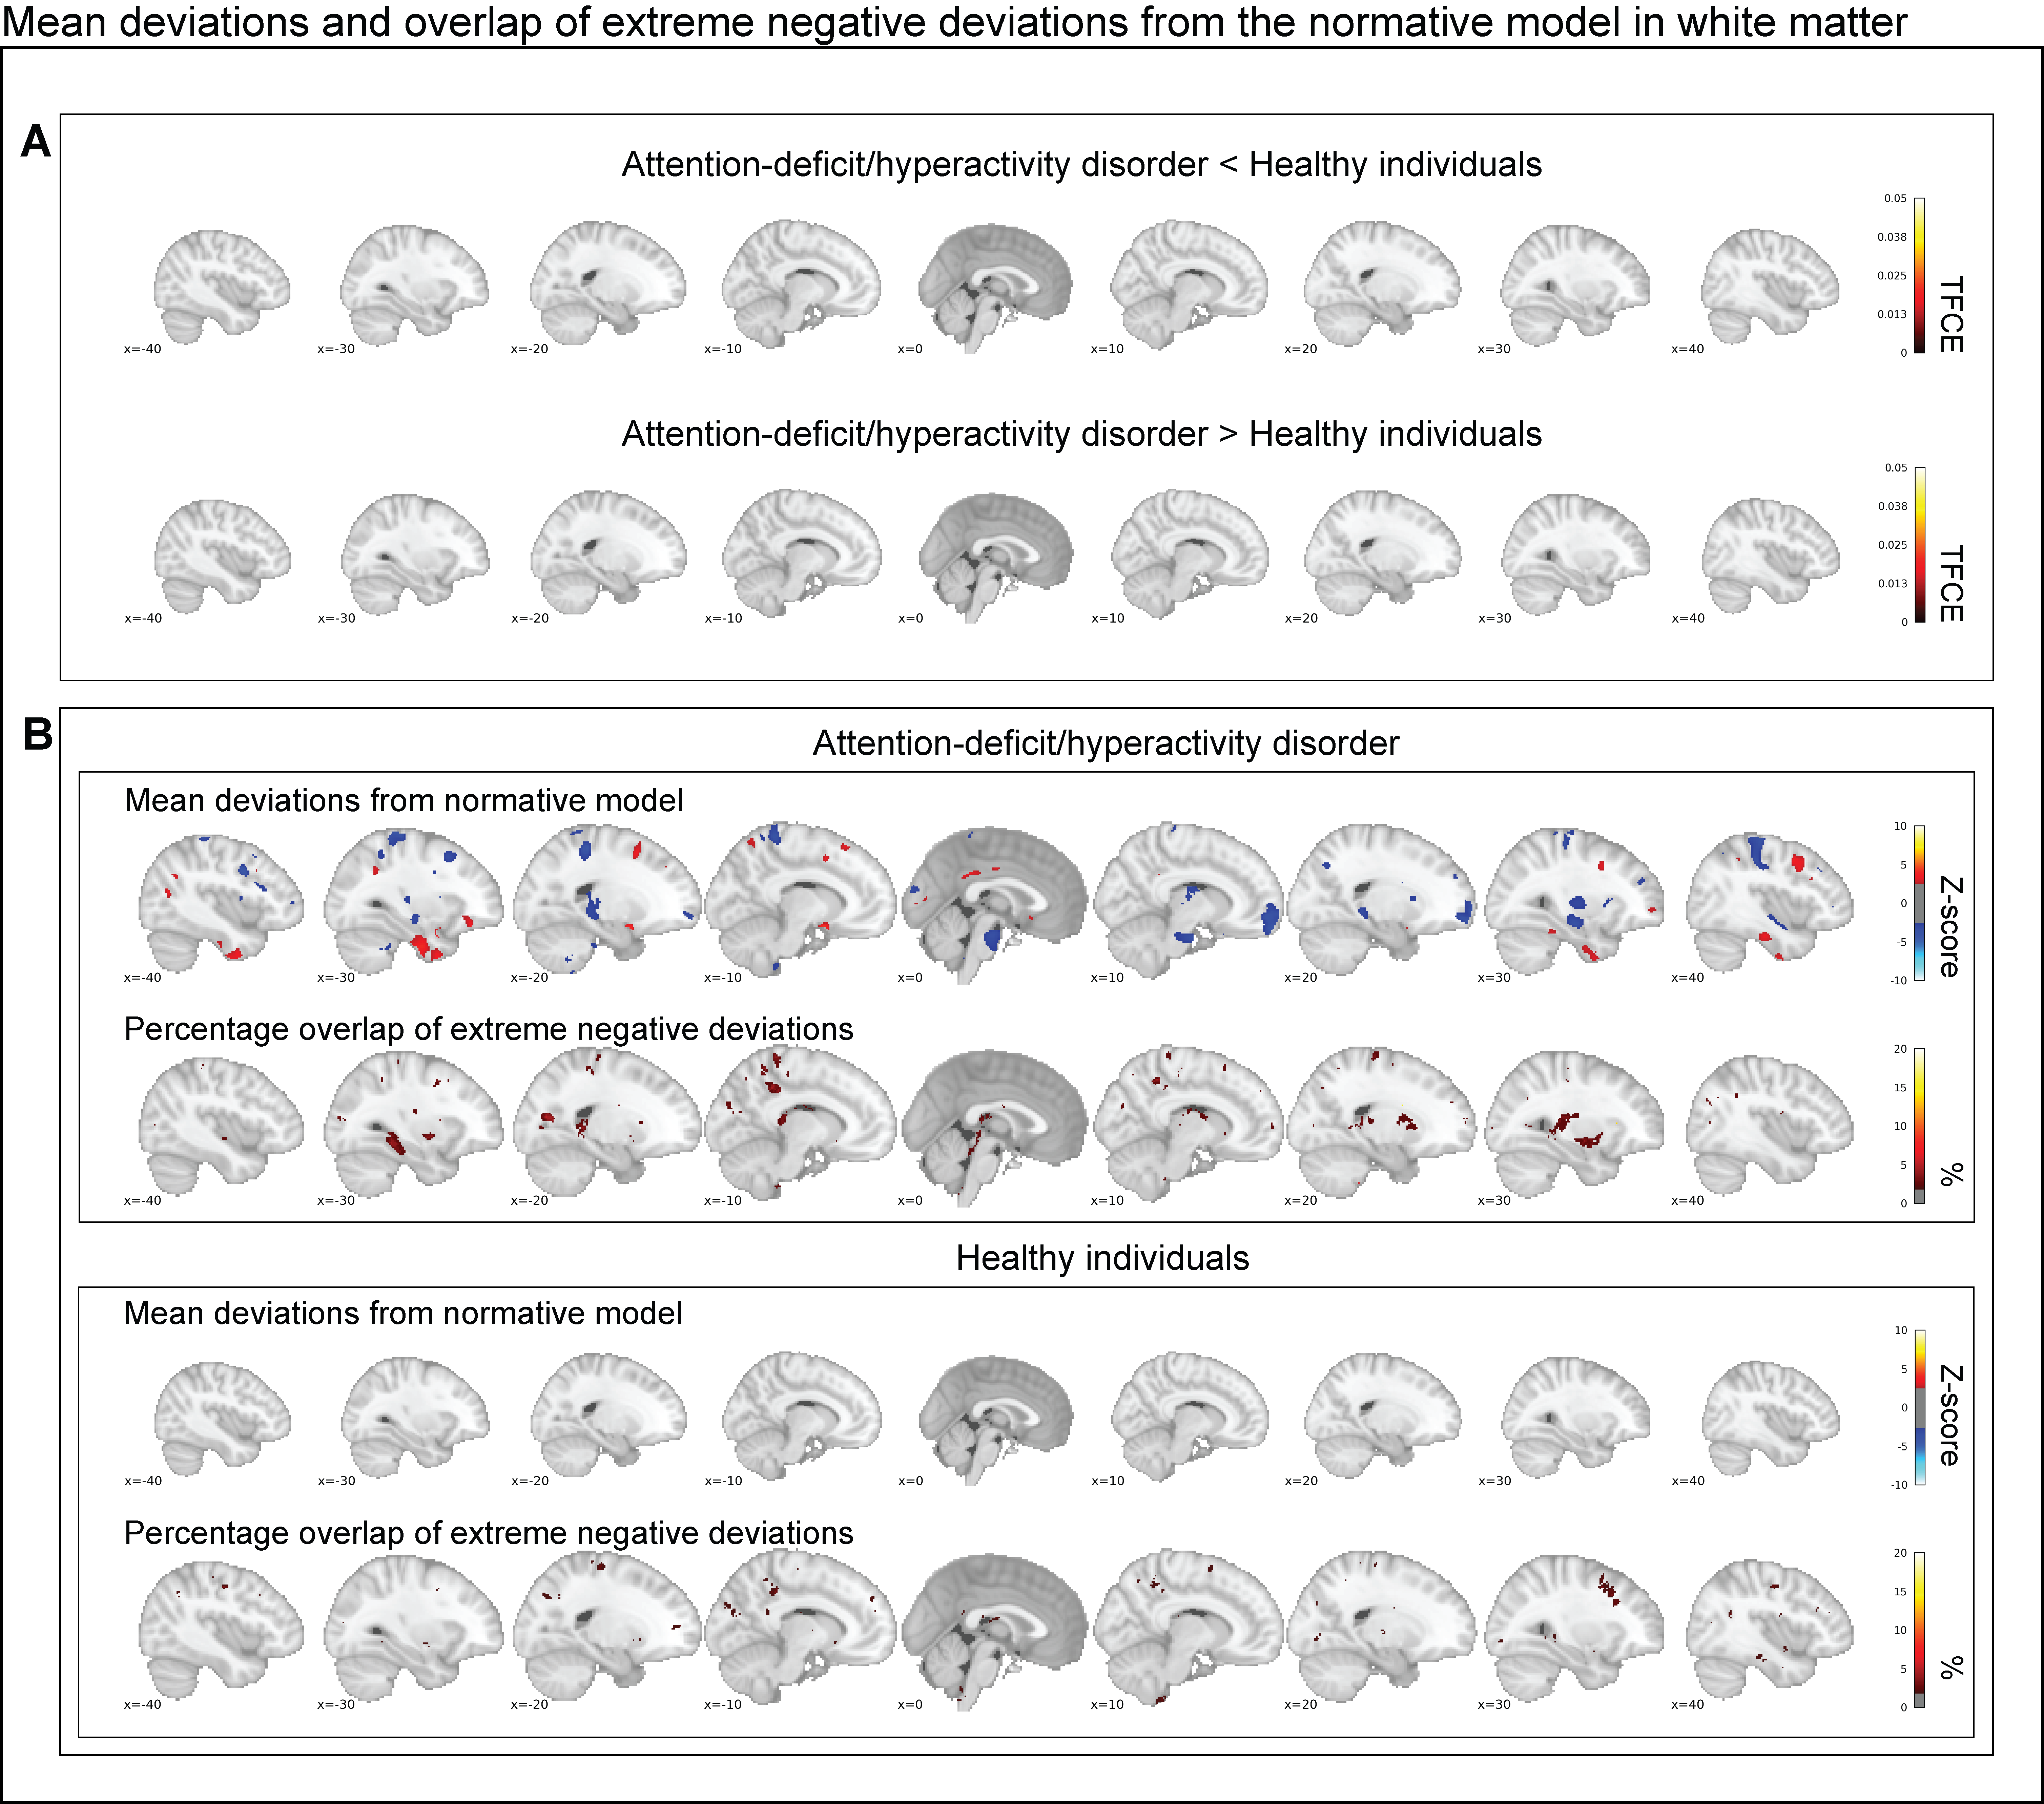 Mean deviations and overlap of extreme negative deviations from the normative model in white matter
A
Attention-deficit/hyperactivity disorder < Healthy individuals
0.05
0.038
0.025
0.013
0
TFCE
x=-40 x=-30 x=-20 x=-10 x=0 x=10 x=20 x=30 x=40
Attention-deficit/hyperactivity disorder > Healthy individuals
0.05
0.038
0.025
0.013
0
TFCE
x=-40 x=-30 x=-20 x=-10 x=0 x=10 x=20 x=30 x=40
B
Attention-deficit/hyperactivity disorder
Mean deviations from normative model
10
5
0
-5
-10
Z-score
x=-40 x=-30 x=-20 x=-10 x=0 x=10 x=20 x=30 x=40
Percentage overlap of extreme negative deviations
20
15
10
5
0
%
x=-40 x=-30 x=-20 x=-10 x=0 x=10 x=20 x=30 x=40
Healthy individuals
Mean deviations from normative model
10
5
0
-5
-10
Z-score
x=-40 x=-30 x=-20 x=-10 x=0 x=10 x=20 x=30 x=40
Percentage overlap of extreme negative deviations
20
15
10
5
0
%
x=-40 x=-30 x=-20 x=-10 x=0 x=10 x=20 x=30 x=40